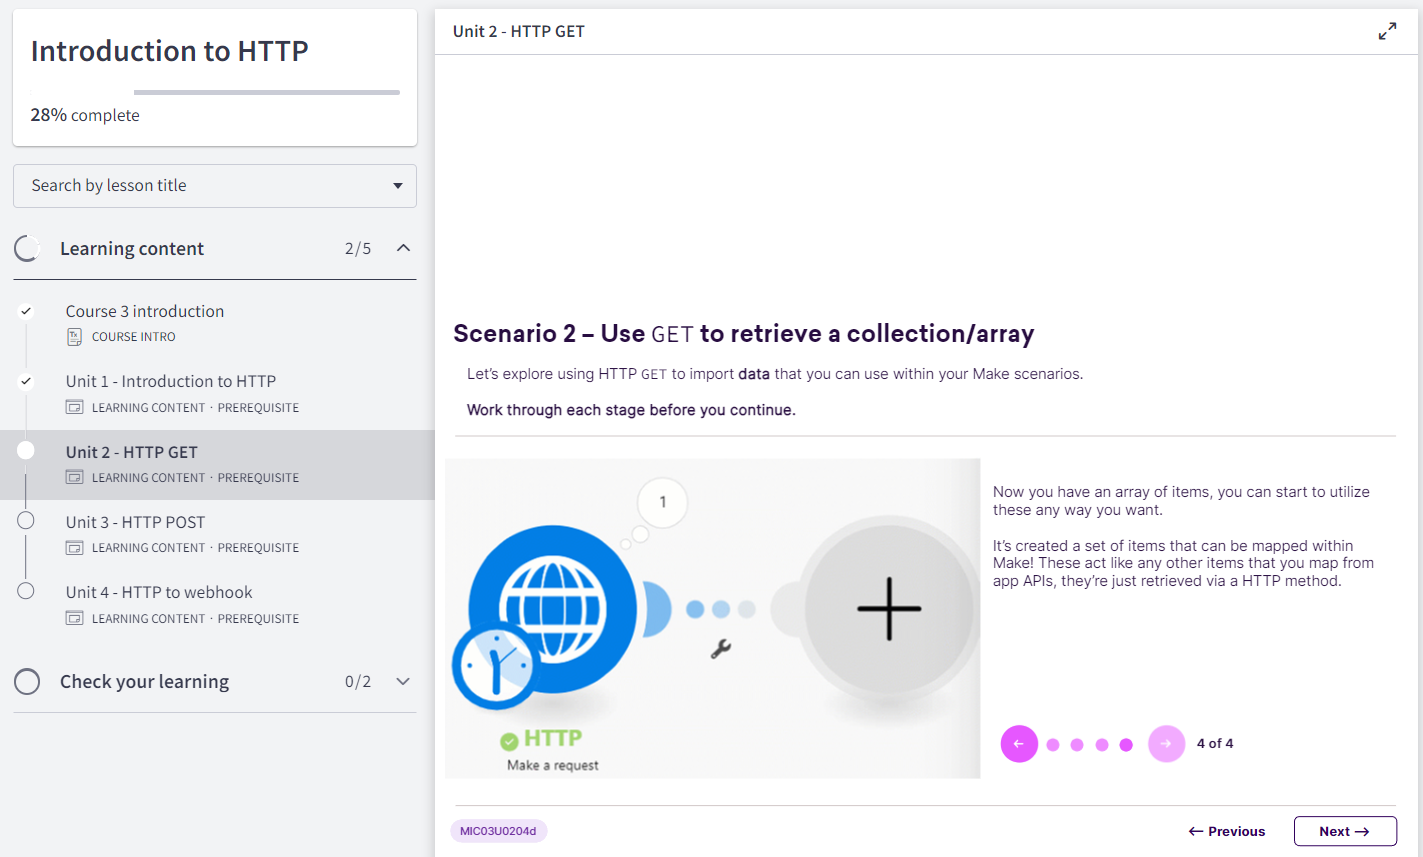 Introduction to HTTP
28% complete
Search by lesson title
Learning content 2/5
Course 3 introduction
COURSE INTRO
Unit 1 - Introduction to HTTP
LEARNING CONTENT · PREREQUISITE
Unit 2 - HTTP GET
LEARNING CONTENT · PREREQUISITE
Unit 3 - HTTP POST
LEARNING CONTENT · PREREQUISITE
Unit 4 - HTTP to webhook
LEARNING CONTENT · PREREQUISITE
Check your learning 0/2
Unit 2 - HTTP GET
Scenario 2 – Use GET to retrieve a collection/array
Let's explore using HTTP GET to import data that you can use within your Make scenarios.
Work through each stage before you continue.
1
HTTP
Make a request
Now you have an array of items, you can start to utilize
these any way you want.
It's created a set of items that can be mapped within
Make! These act like any other items that you map from
app APIs, they're just retrieved via a HTTP method.
4 of 4
MIC03U0204d
← Previous
Next →